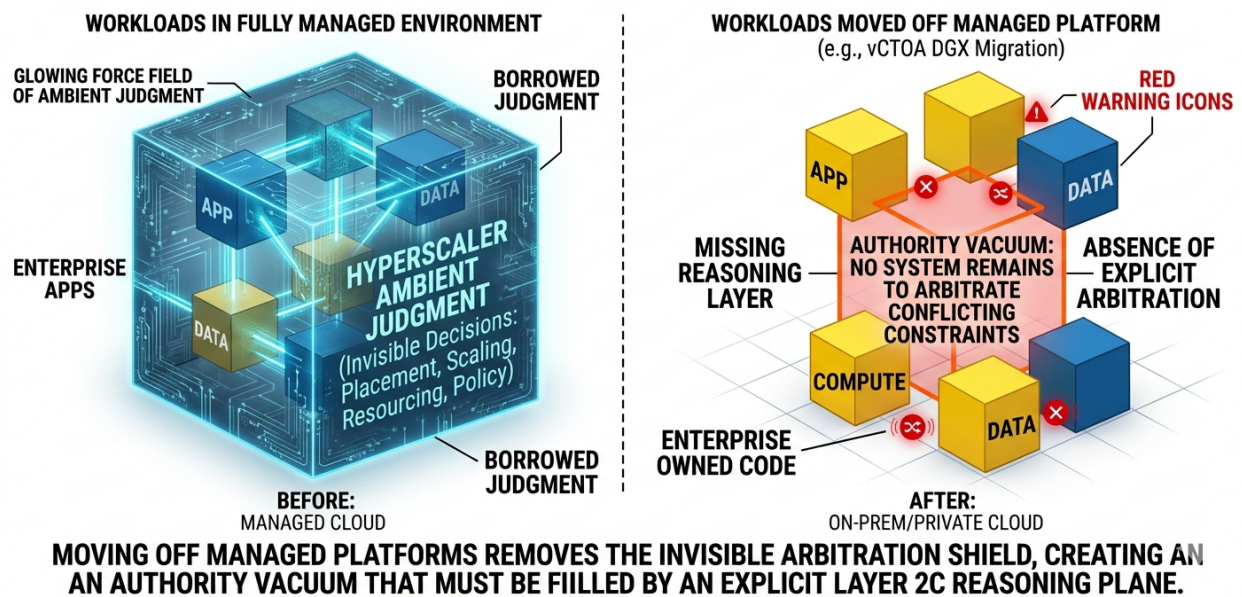 WORKLOADS IN FULLY MANAGED ENVIRONMENT
GLOWING FORCE FIELD
OF AMBIENT JUDGMENT
BORROWED
JUDGMENT
APP
DATA
ENTERPRISE
APPS
DATA
HYPERSCALER
AMBIENT
JUDGMENT
(Invisible Decisions:
Placement, Scaling,
Resourcing, Policy)
BORROWED
JUDGMENT
BEFORE:
MANAGED CLOUD
WORKLOADS MOVED OFF MANAGED PLATFORM
(e.g., vCTOA DGX Migration)
RED
WARNING ICONS
APP
DATA
MISSING
REASONING
LAYER
AUTHORITY VACUUM:
NO SYSTEM REMAINS
TO ARBITRATE
CONFLICTING
CONSTRAINTS
ABSENCE OF
EXPLICIT
ARBITRATION
COMPUTE
DATA
ENTERPRISE
OWNED CODE
AFTER:
ON-PREM/PRIVATE CLOUD
MOVING OFF MANAGED PLATFORMS REMOVES THE INVISIBLE ARBITRATION SHIELD, CREATING AN
AN AUTHORITY VACUUM THAT MUST BE FIILLED BY AN EXPLICIT LAYER 2C REASONING PLANE.